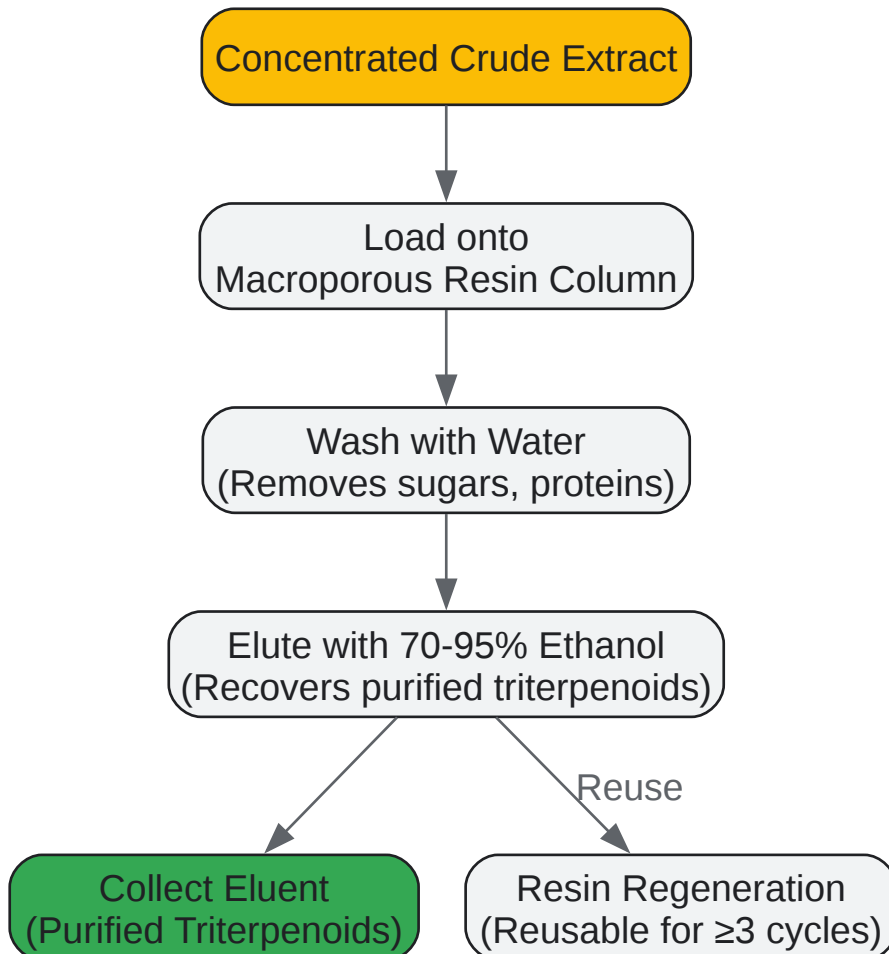 Concentrated Crude Extract
Load onto
Macroporous Resin Column
Wash with Water
(Removes sugars, proteins)
Elute with 70-95% Ethanol
(Recovers purified triterpenoids)
Reuse
Collect Eluent
(Purified Triterpenoids)
Resin Regeneration
(Reusable for ≥3 cycles)